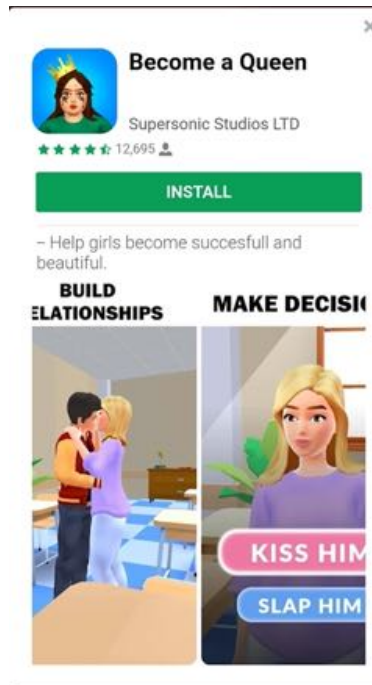 Become a Queen
Supersonic Studios LTD
12,695
INSTALL
– Help girls become succesfull and
beautiful.
BUILD
ELATIONSHIPS
MAKE DECISI
KISS HIM
SLAP HIM